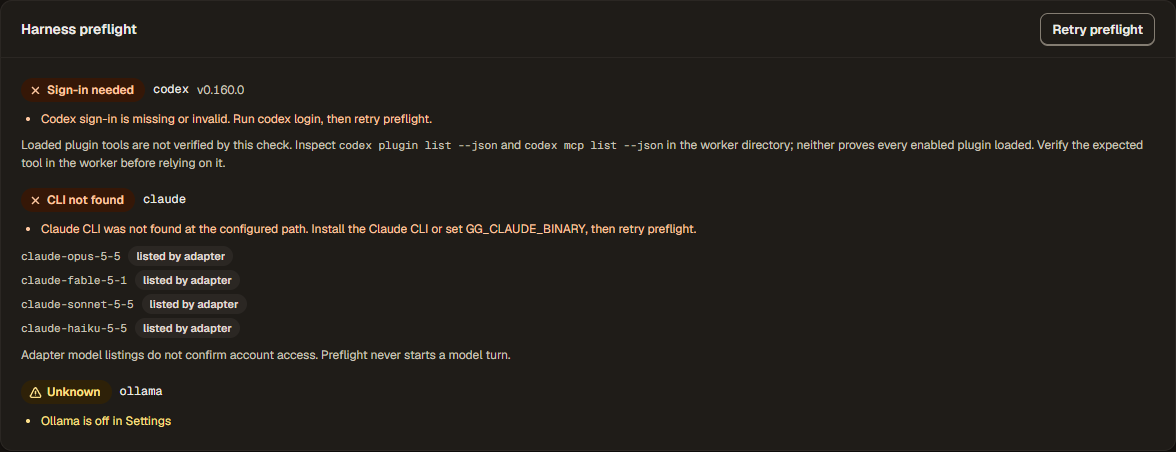 Harness preflight
Retry preflight
Sign-in needed codex v0.160.0
Codex sign-in is missing or invalid. Run codex login, then retry preflight.
Loaded plugin tools are not verified by this check. Inspect codex plugin list --json and codex mcp list --json in the worker directory; neither proves every enabled plugin loaded. Verify the expected
tool in the worker before relying on it.
CLI not found claude
Claude CLI was not found at the configured path. Install the Claude CLI or set GG_CLAUDE_BINARY, then retry preflight.
claude-opus-5-5 listed by adapter
claude-fable-5-1 listed by adapter
claude-sonnet-5-5 listed by adapter
claude-haiku-5-5 listed by adapter
Adapter model listings do not confirm account access. Preflight never starts a model turn.
Unknown ollama
Ollama is off in Settings